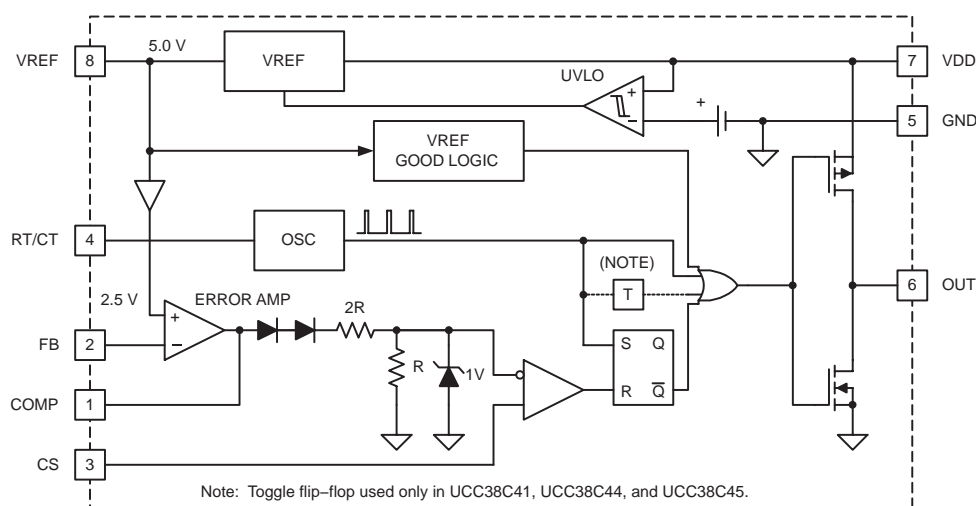 VREF 8 5.0 V VREF 7 VDD
UVLO
+
−
+
5 GND
VREF
GOOD LOGIC
RT/CT 4 OSC
(NOTE)
T
6 OUT
2.5 V ERROR AMP
2R
+
−
FB 2
R
1V
S Q
R Q̅
COMP 1
CS 3
Note: Toggle flip–flop used only in UCC38C41, UCC38C44, and UCC38C45.